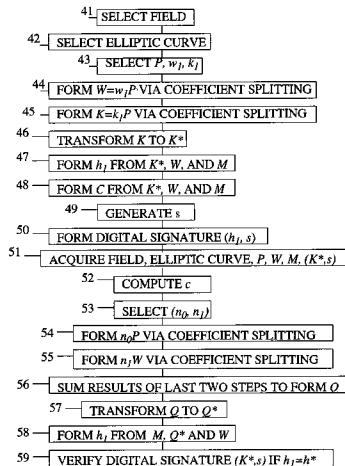 41 SELECT FIELD
42 SELECT ELLIPTIC CURVE
43 SELECT P, w₁, k₁
44 FORM W=w₁P VIA COEFFICIENT SPLITTING
45 FORM K=k₁P VIA COEFFICIENT SPLITTING
46 TRANSFORM K TO K*
47 FORM h₁ FROM K*, W, AND M
48 FORM C FROM K*, W, AND M
49 GENERATE s
50 FORM DIGITAL SIGNATURE (h₁, s)
51 ACQUIRE FIELD, ELLIPTIC CURVE, P, W, M, (K*,s)
52 COMPUTE c
53 SELECT (n₀, n₁)
54 FORM n₀P VIA COEFFICIENT SPLITTING
55 FORM n₁W VIA COEFFICIENT SPLITTING
56 SUM RESULTS OF LAST TWO STEPS TO FORM Q
57 TRANSFORM Q TO Q*
58 FORM h₁ FROM M, Q* AND W
59 VERIFY DIGITAL SIGNATURE (K*,s) IF h₁=h*